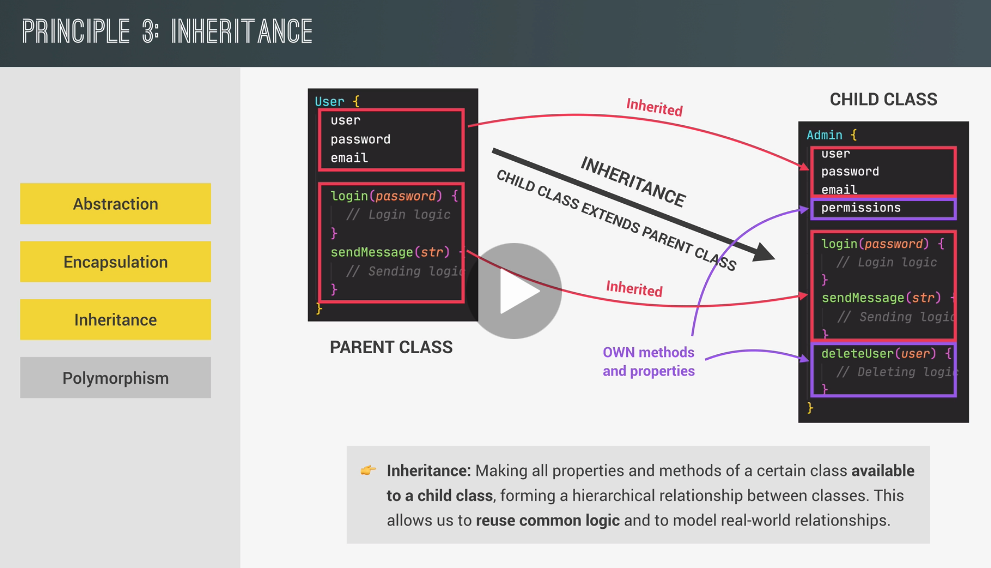 PRINCIPLE 3: INHERITANCE
Abstraction
Encapsulation
Inheritance
Polymorphism
User {
user
password
email
login(password) {
// Login logic
}
sendMessage(str) {
// Sending logic
}
}
PARENT CLASS
Inherited
INHERITANCE
CHILD CLASS EXTENDS PARENT CLASS
Inherited
OWN methods
and properties
CHILD CLASS
Admin {
user
password
email
permissions
login(password) {
// Login logic
}
sendMessage(str) {
// Sending logic
}
deleteUser(user) {
// Deleting logic
}
}
👉 Inheritance: Making all properties and methods of a certain class available
to a child class, forming a hierarchical relationship between classes. This
allows us to reuse common logic and to model real-world relationships.